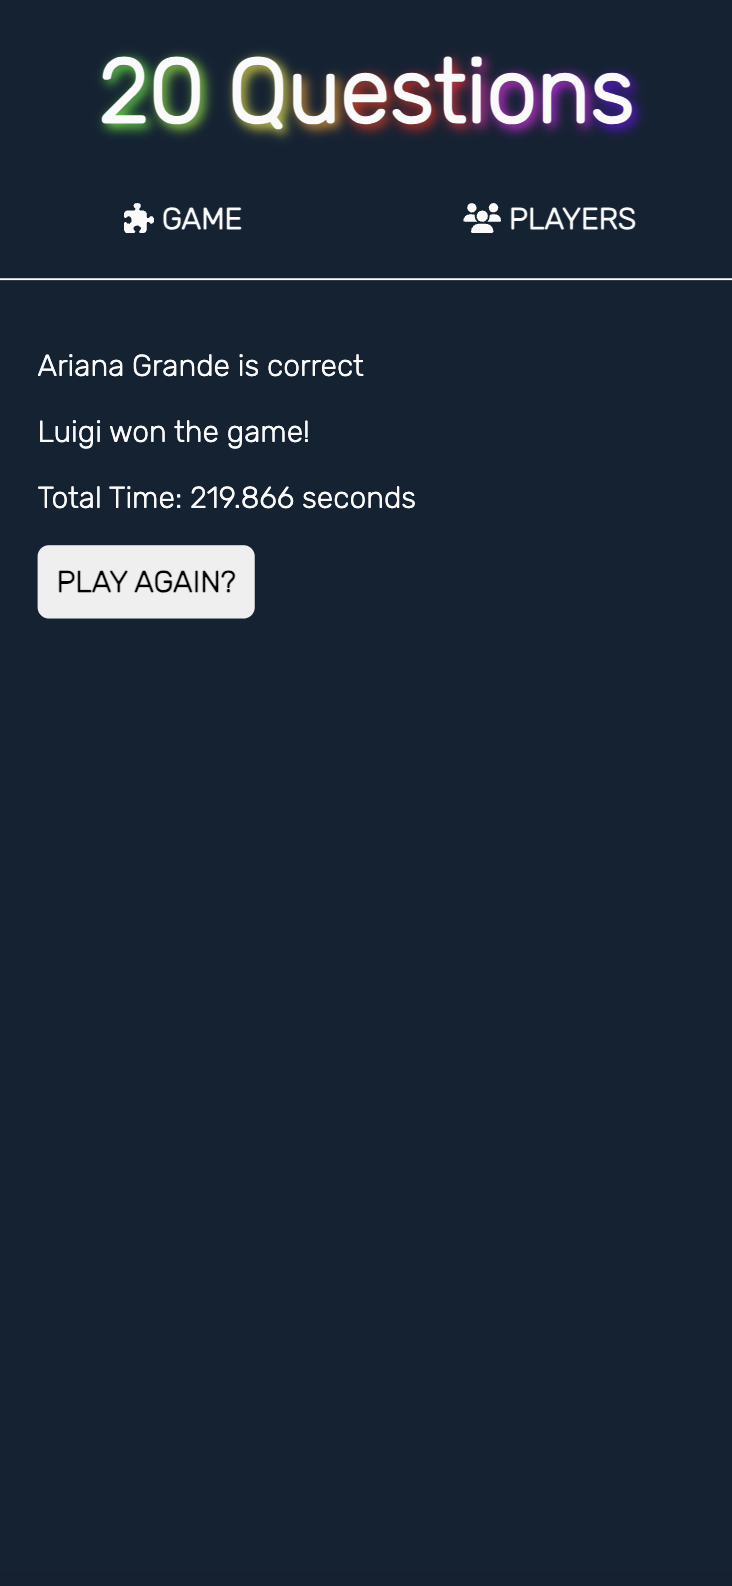 20 Questions
GAME PLAYERS
Ariana Grande is correct
Luigi won the game!
Total Time: 219.866 seconds
PLAY AGAIN?